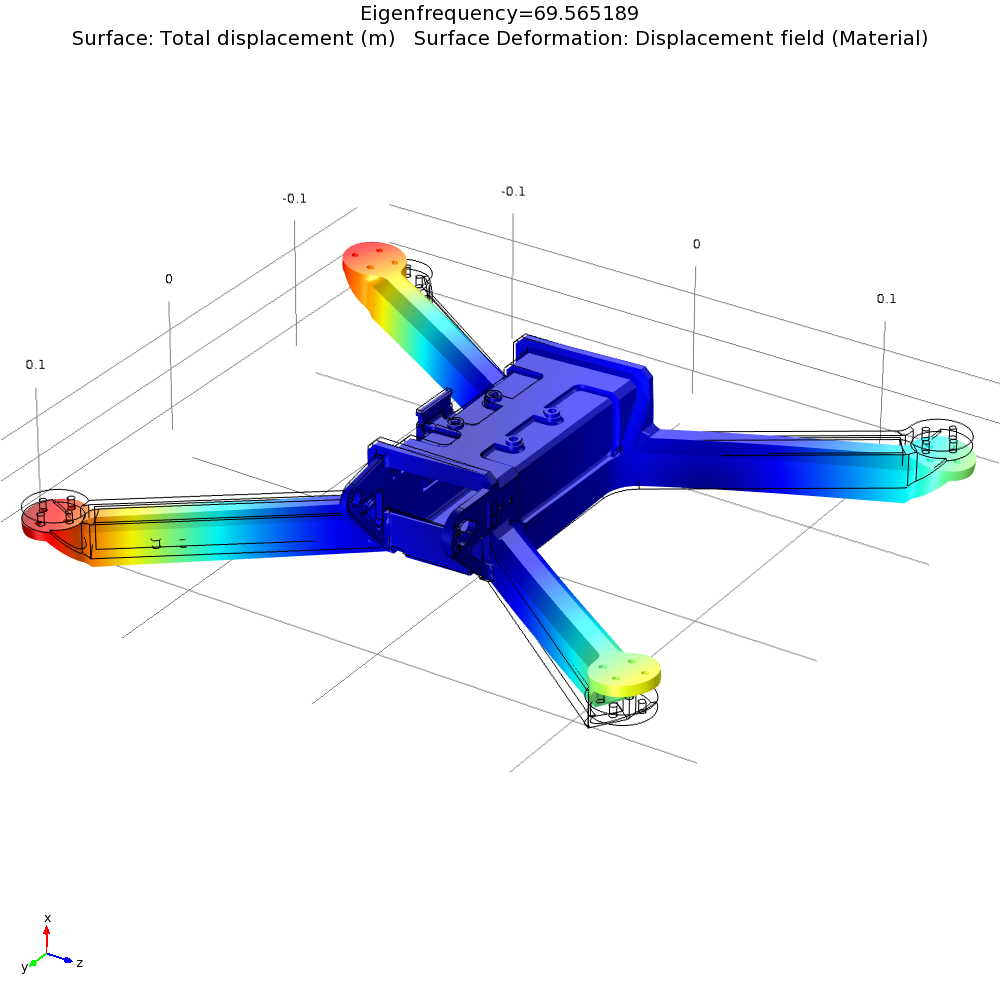 Eigenfrequency=69.565189
Surface: Total displacement (m)   Surface Deformation: Displacement field (Material)
-0.1
-0.1
0
0
0.1
0.1
x
y
z